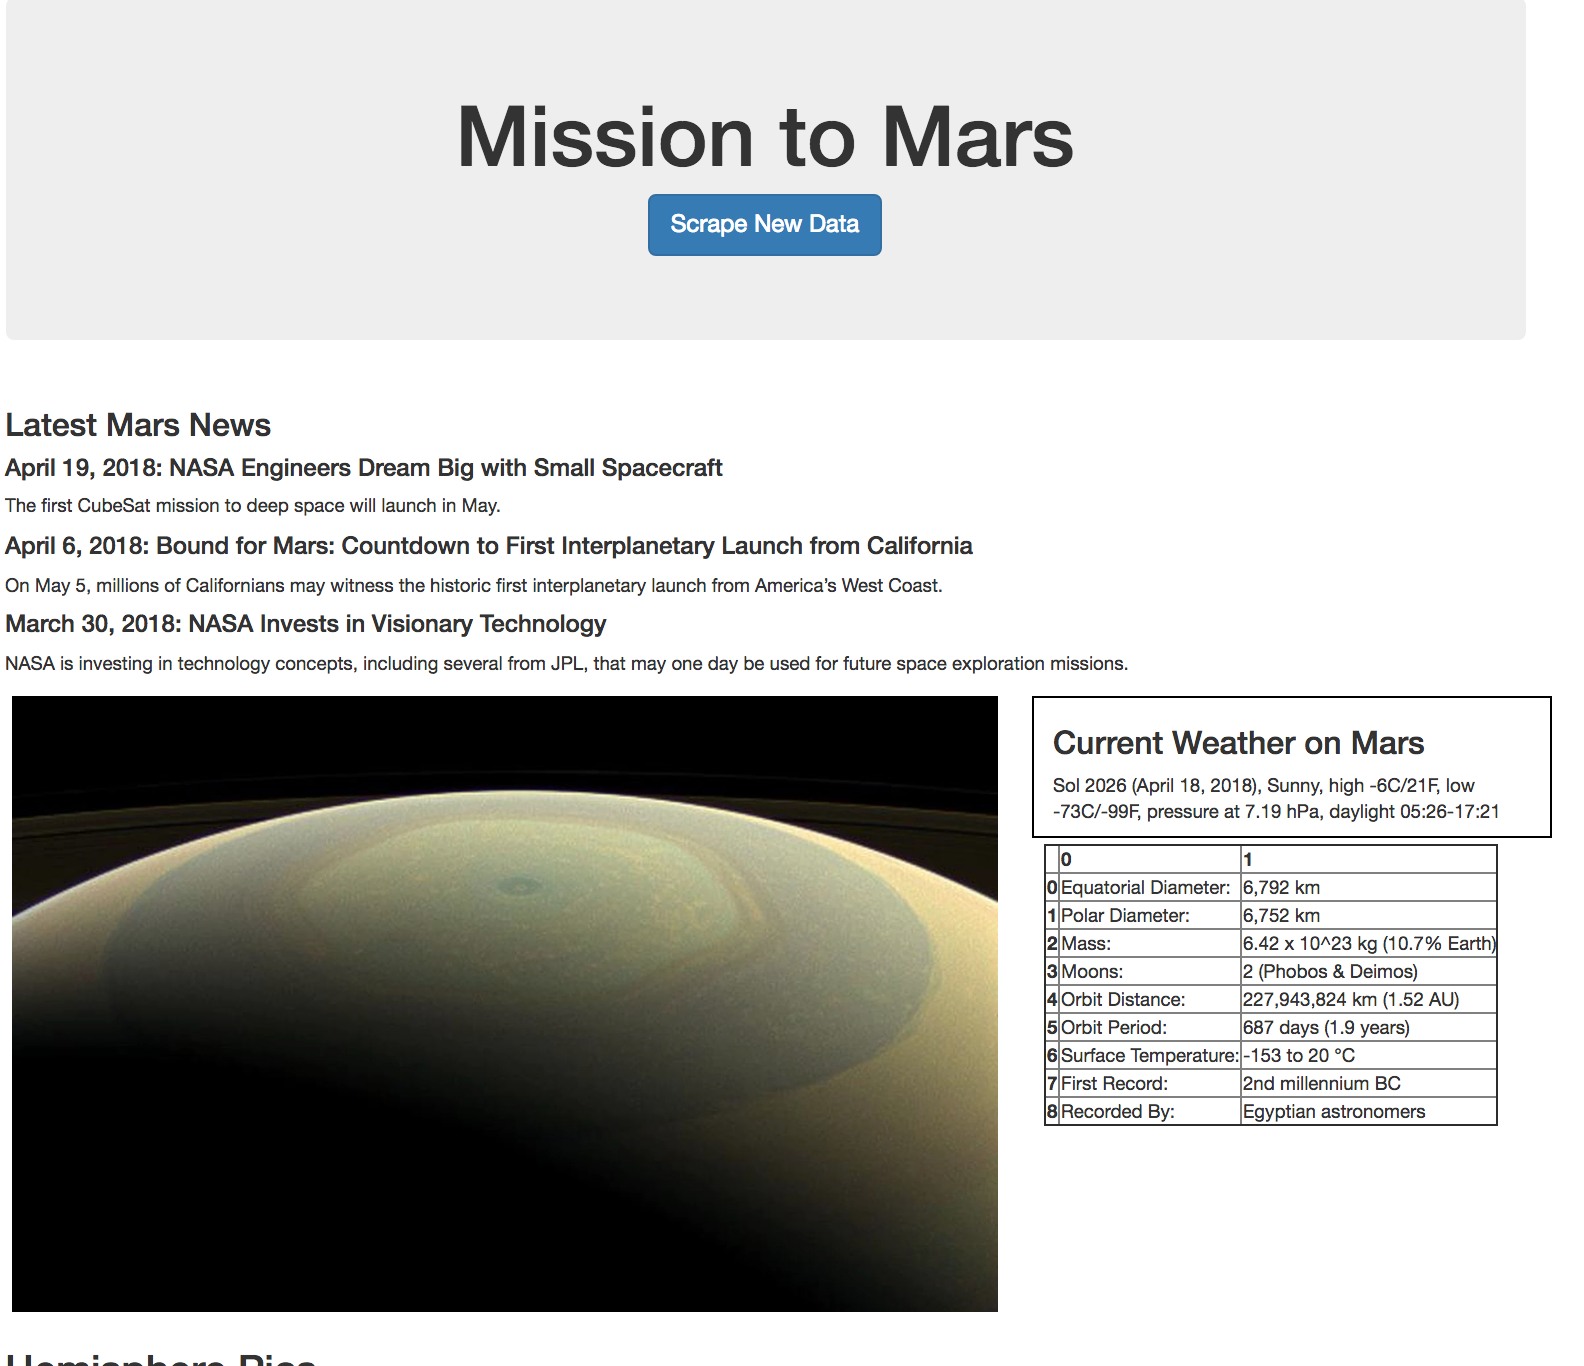 Mission to Mars
Scrape New Data
Latest Mars News
April 19, 2018: NASA Engineers Dream Big with Small Spacecraft
The first CubeSat mission to deep space will launch in May.
April 6, 2018: Bound for Mars: Countdown to First Interplanetary Launch from California
On May 5, millions of Californians may witness the historic first interplanetary launch from America’s West Coast.
March 30, 2018: NASA Invests in Visionary Technology
NASA is investing in technology concepts, including several from JPL, that may one day be used for future space exploration missions.
Current Weather on Mars
Sol 2026 (April 18, 2018), Sunny, high -6C/21F, low
-73C/-99F, pressure at 7.19 hPa, daylight 05:26-17:21
0 1
0 Equatorial Diameter: 6,792 km
1 Polar Diameter: 6,752 km
2 Mass: 6.42 x 10^23 kg (10.7% Earth)
3 Moons: 2 (Phobos & Deimos)
4 Orbit Distance: 227,943,824 km (1.52 AU)
5 Orbit Period: 687 days (1.9 years)
6 Surface Temperature: -153 to 20 °C
7 First Record: 2nd millennium BC
8 Recorded By: Egyptian astronomers
Hemisphere Pics